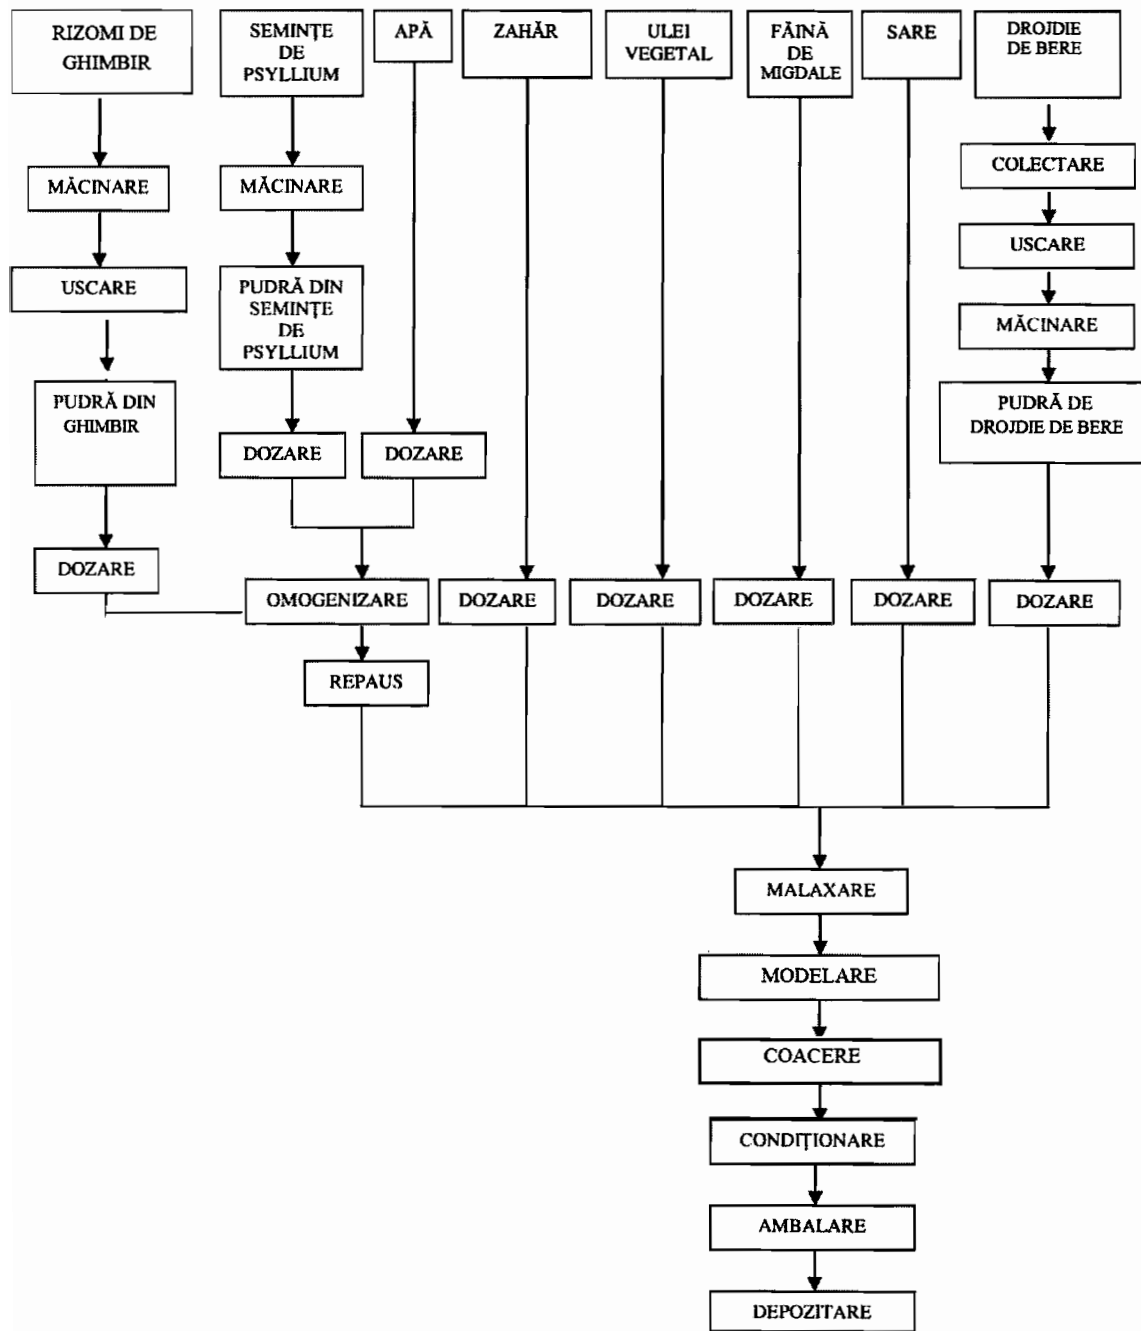 RIZOMI DE
GHIMBIR
SEMINȚE
DE
PSYLLIUM
APĂ
ZAHĂR
ULEI
VEGETAL
FĂINĂ
DE
MIGDALE
SARE
DROJDIE
DE BERE
MĂCINARE
MĂCINARE
COLECTARE
USCARE
PUDRĂ DIN
SEMINȚE
DE
PSYLLIUM
USCARE
MĂCINARE
PUDRĂ DIN
GHIMBIR
PUDRĂ DE
DROJDIE DE BERE
DOZARE
DOZARE
DOZARE
OMOGENIZARE
DOZARE
DOZARE
DOZARE
DOZARE
DOZARE
REPAUS
MALAXARE
MODELARE
COACERE
CONDIȚIONARE
AMBALARE
DEPOZITARE